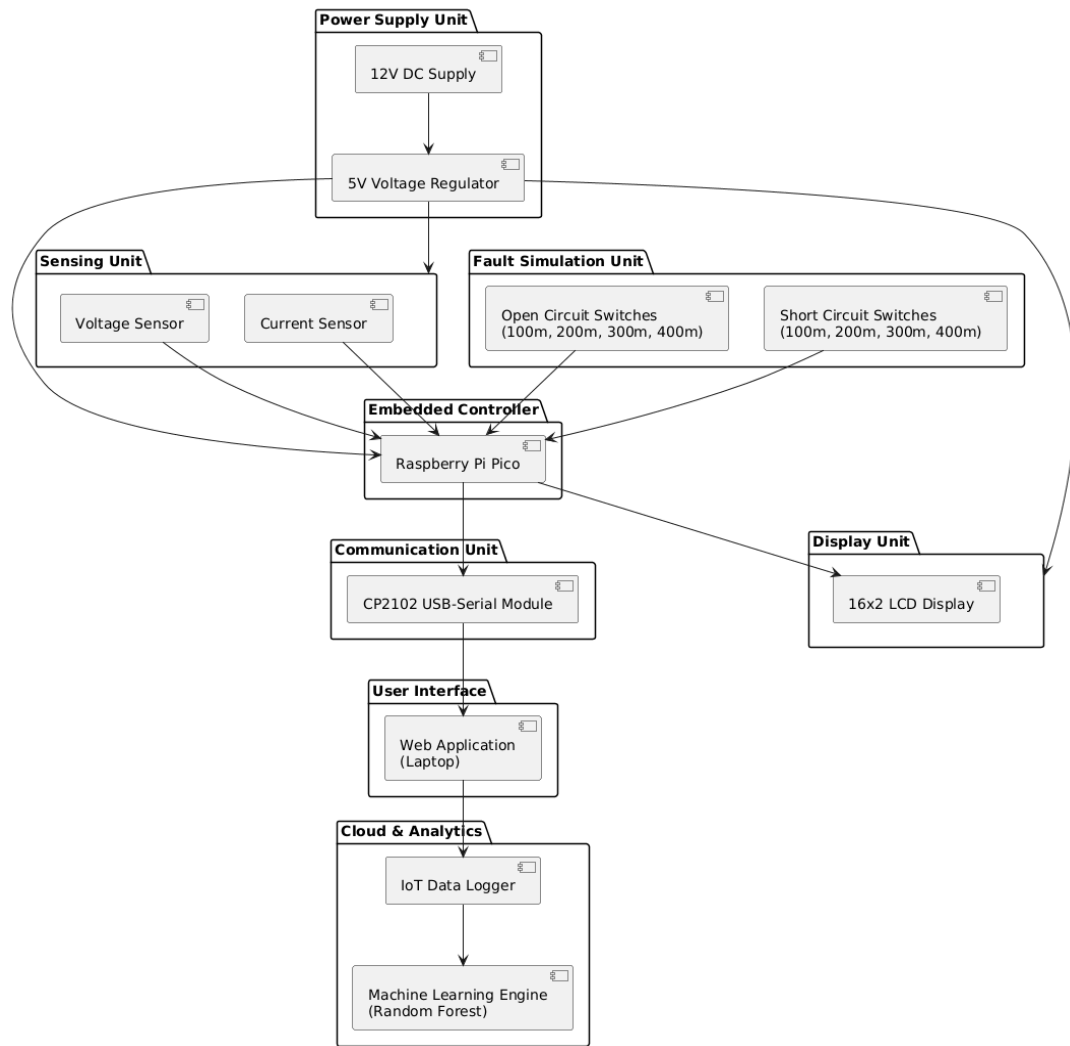 Power Supply Unit
12V DC Supply
5V Voltage Regulator
Sensing Unit
Voltage Sensor
Current Sensor
Fault Simulation Unit
Open Circuit Switches
(100m, 200m, 300m, 400m)
Short Circuit Switches
(100m, 200m, 300m, 400m)
Embedded Controller
Raspberry Pi Pico
Communication Unit
CP2102 USB-Serial Module
Display Unit
16x2 LCD Display
User Interface
Web Application
(Laptop)
Cloud & Analytics
IoT Data Logger
Machine Learning Engine
(Random Forest)